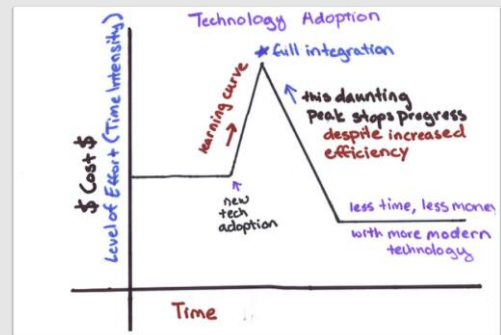 Technology Adoption
full integration
learning curve
this daunting
peak stops progress
despite increased
efficiency
$ Cost $
Level of Effort (Time Intensity)
new
tech
adoption
less time, less money
with more modern
technology
Time